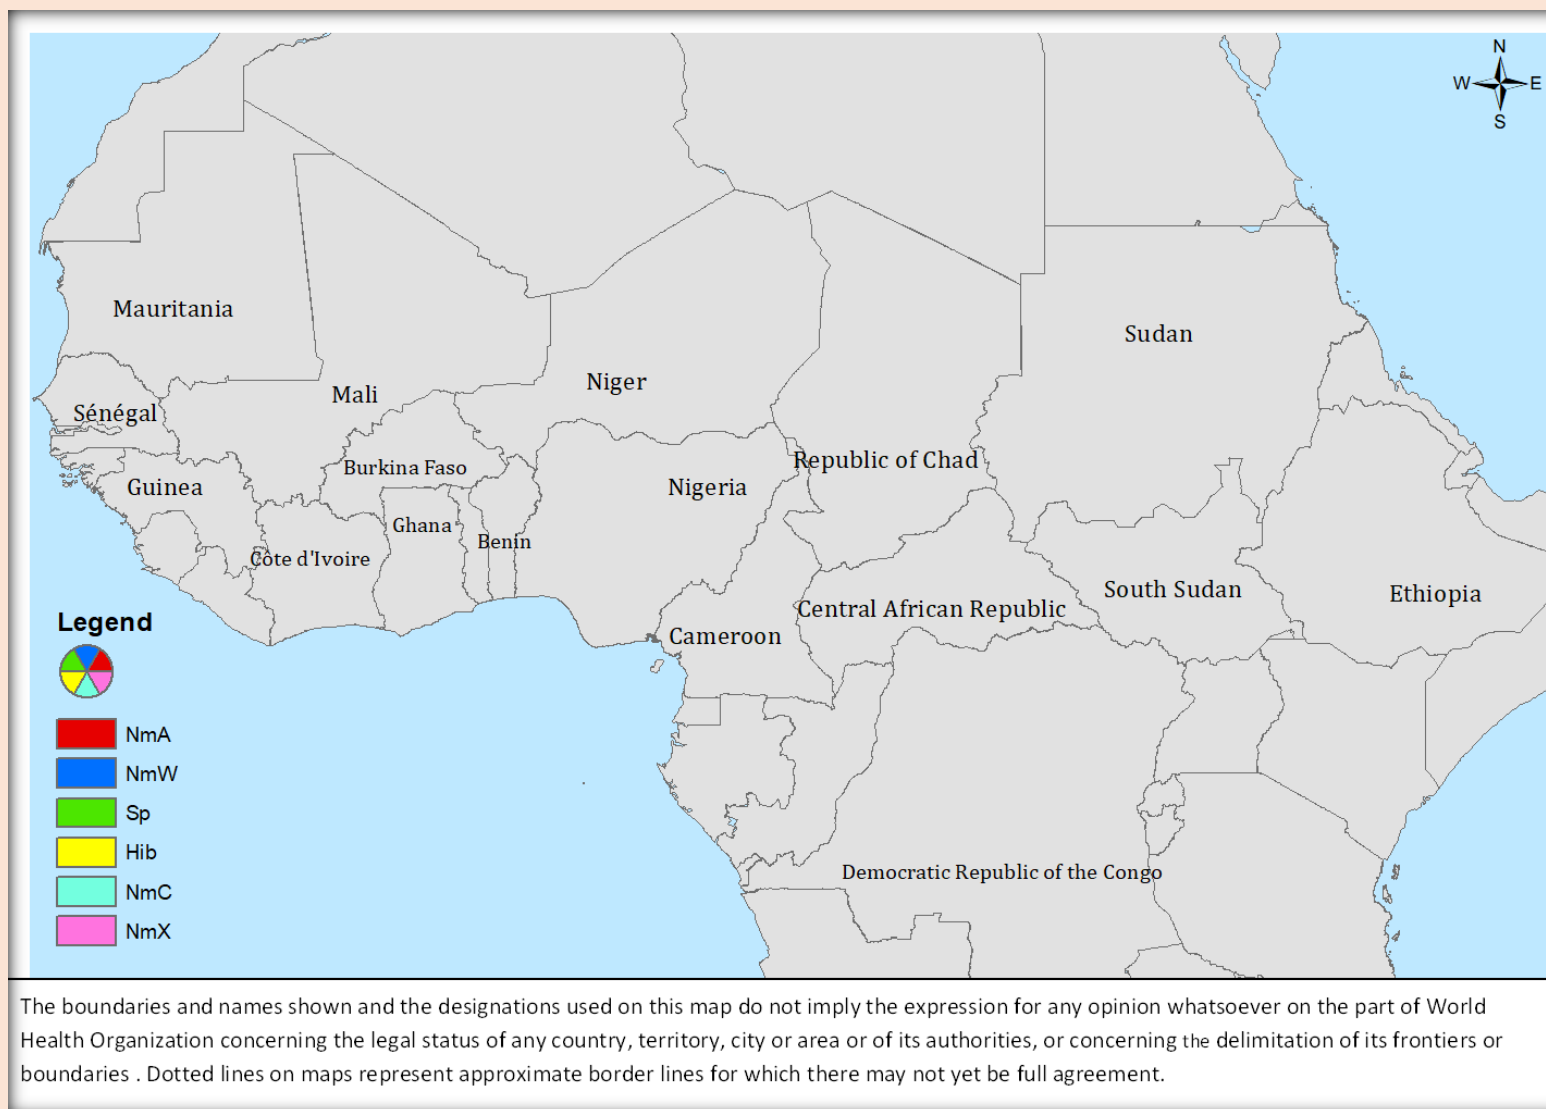 N
W
E
S
Mauritania
Sudan
Niger
Mali
Sénégal
Republic of Chad
Burkina Faso
Guinea
Nigeria
Ghana
Benin
Côte d'Ivoire
South Sudan
Ethiopia
Central African Republic
Cameroon
Democratic Republic of the Congo
Legend
NmA
NmW
Sp
Hib
NmC
NmX
The boundaries and names shown and the designations used on this map do not imply the expression for any opinion whatsoever on the part of World
Health Organization concerning the legal status of any country, territory, city or area or of its authorities, or concerning the delimitation of its frontiers or
boundaries . Dotted lines on maps represent approximate border lines for which there may not yet be full agreement.